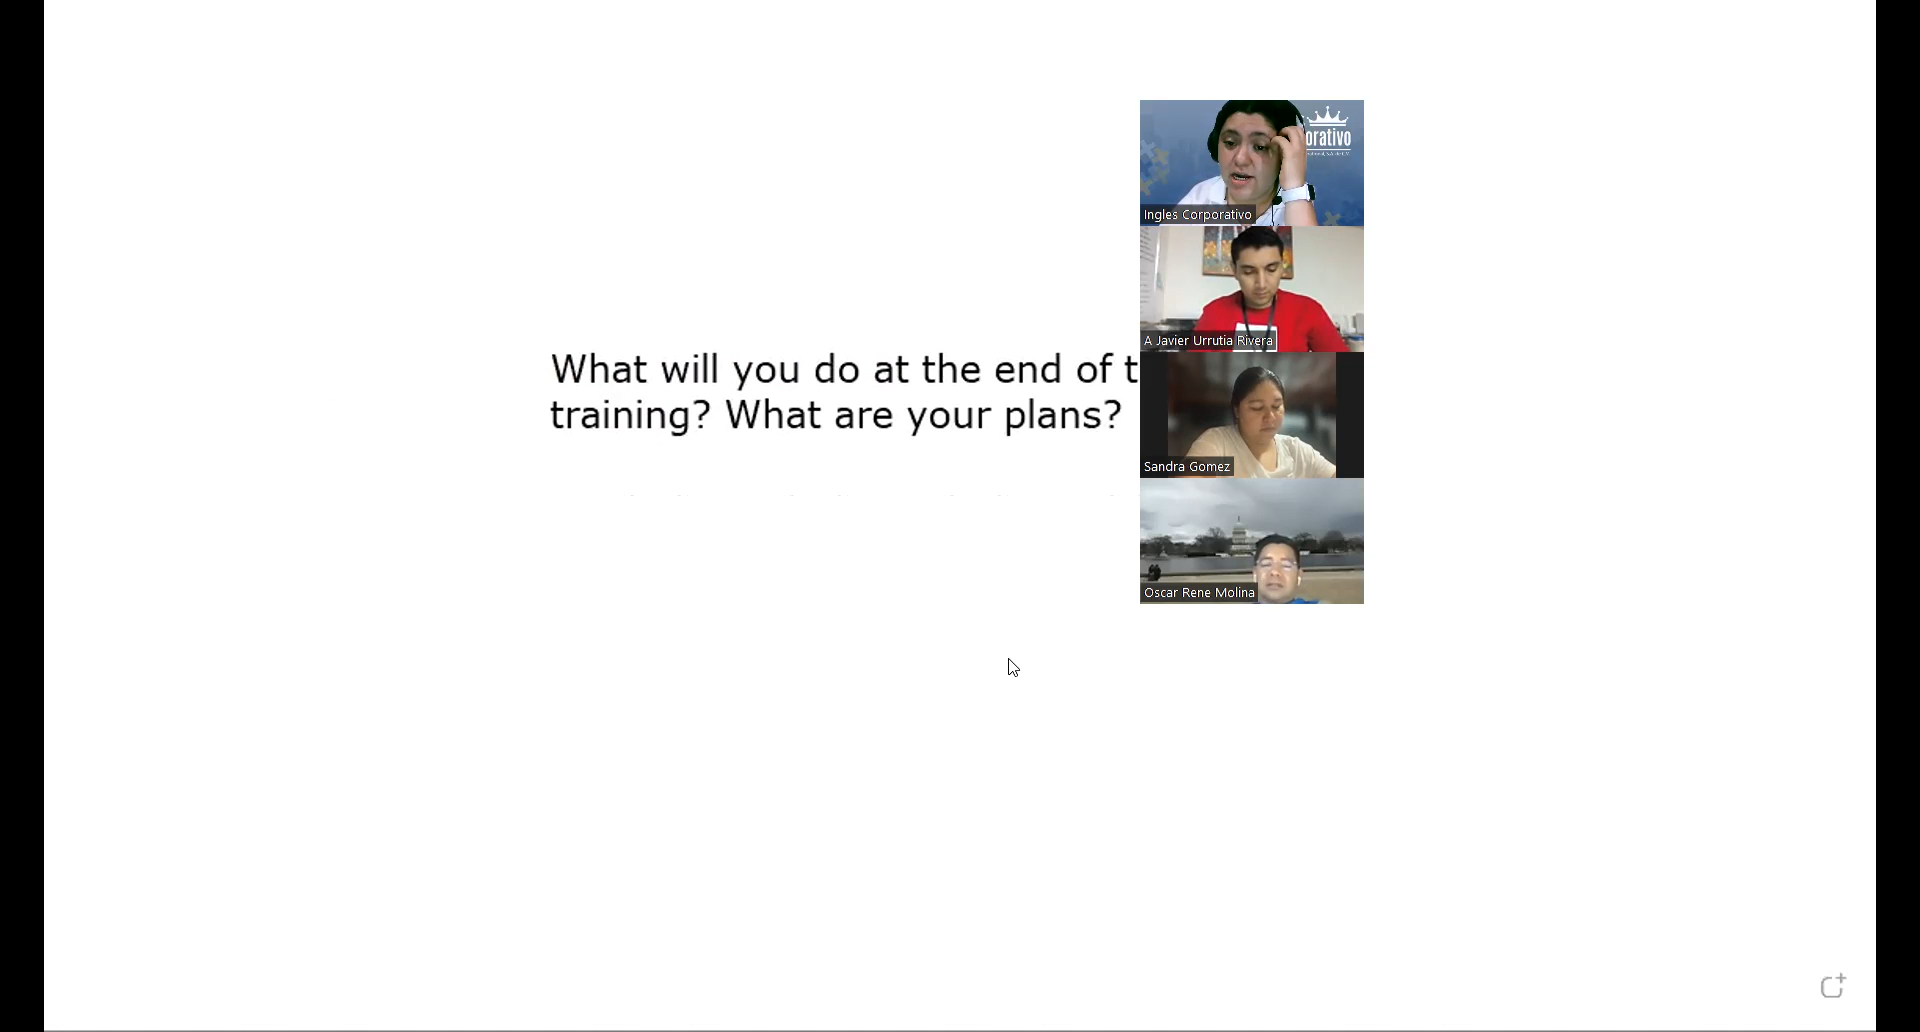 orativo
Ingles Corporativo
A Javier Urrutia Rivera
What will you do at the end of t
training? What are your plans?
Sandra Gomez
Oscar Rene Molina